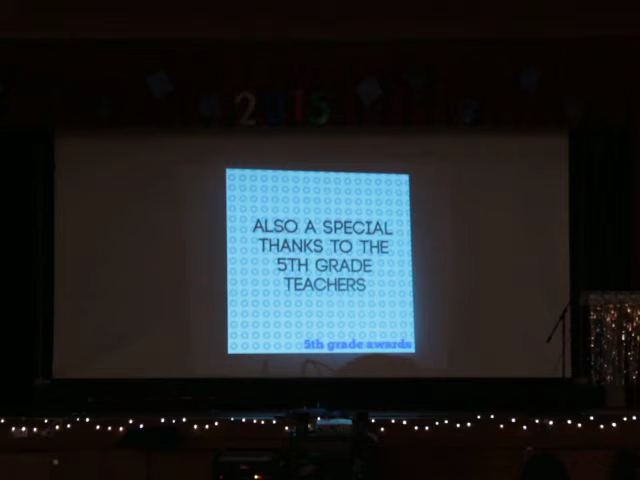 2015
ALSO A SPECIAL
THANKS TO THE
5TH GRADE
TEACHERS
5th grade awards